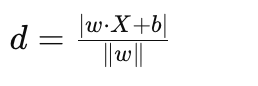 d = |w·X+b| / ‖w‖